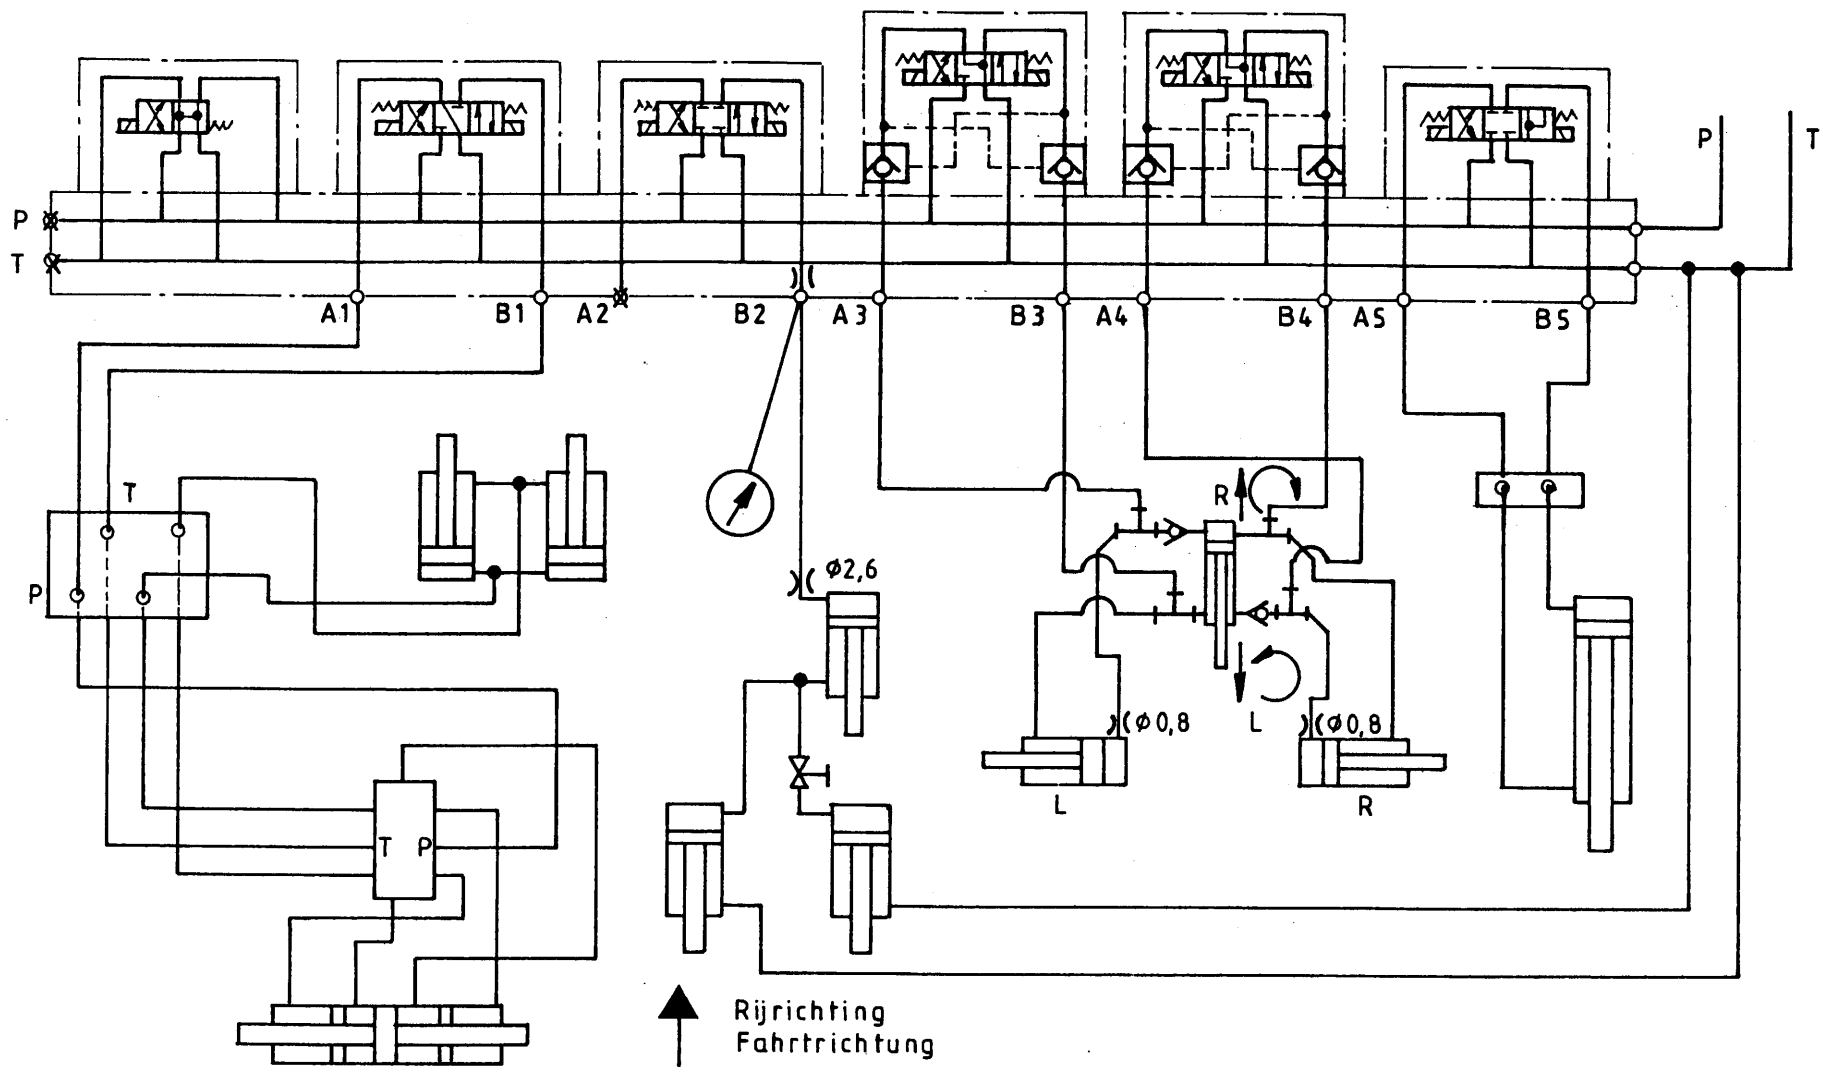 P T
P
T
A1 B1 A2 B2 A3 B3 A4 B4 A5 B5
R
T
P
Ø2,6
L
Ø0,8
Ø0,8
L R
T P
Rijrichting
Fahrtrichtung